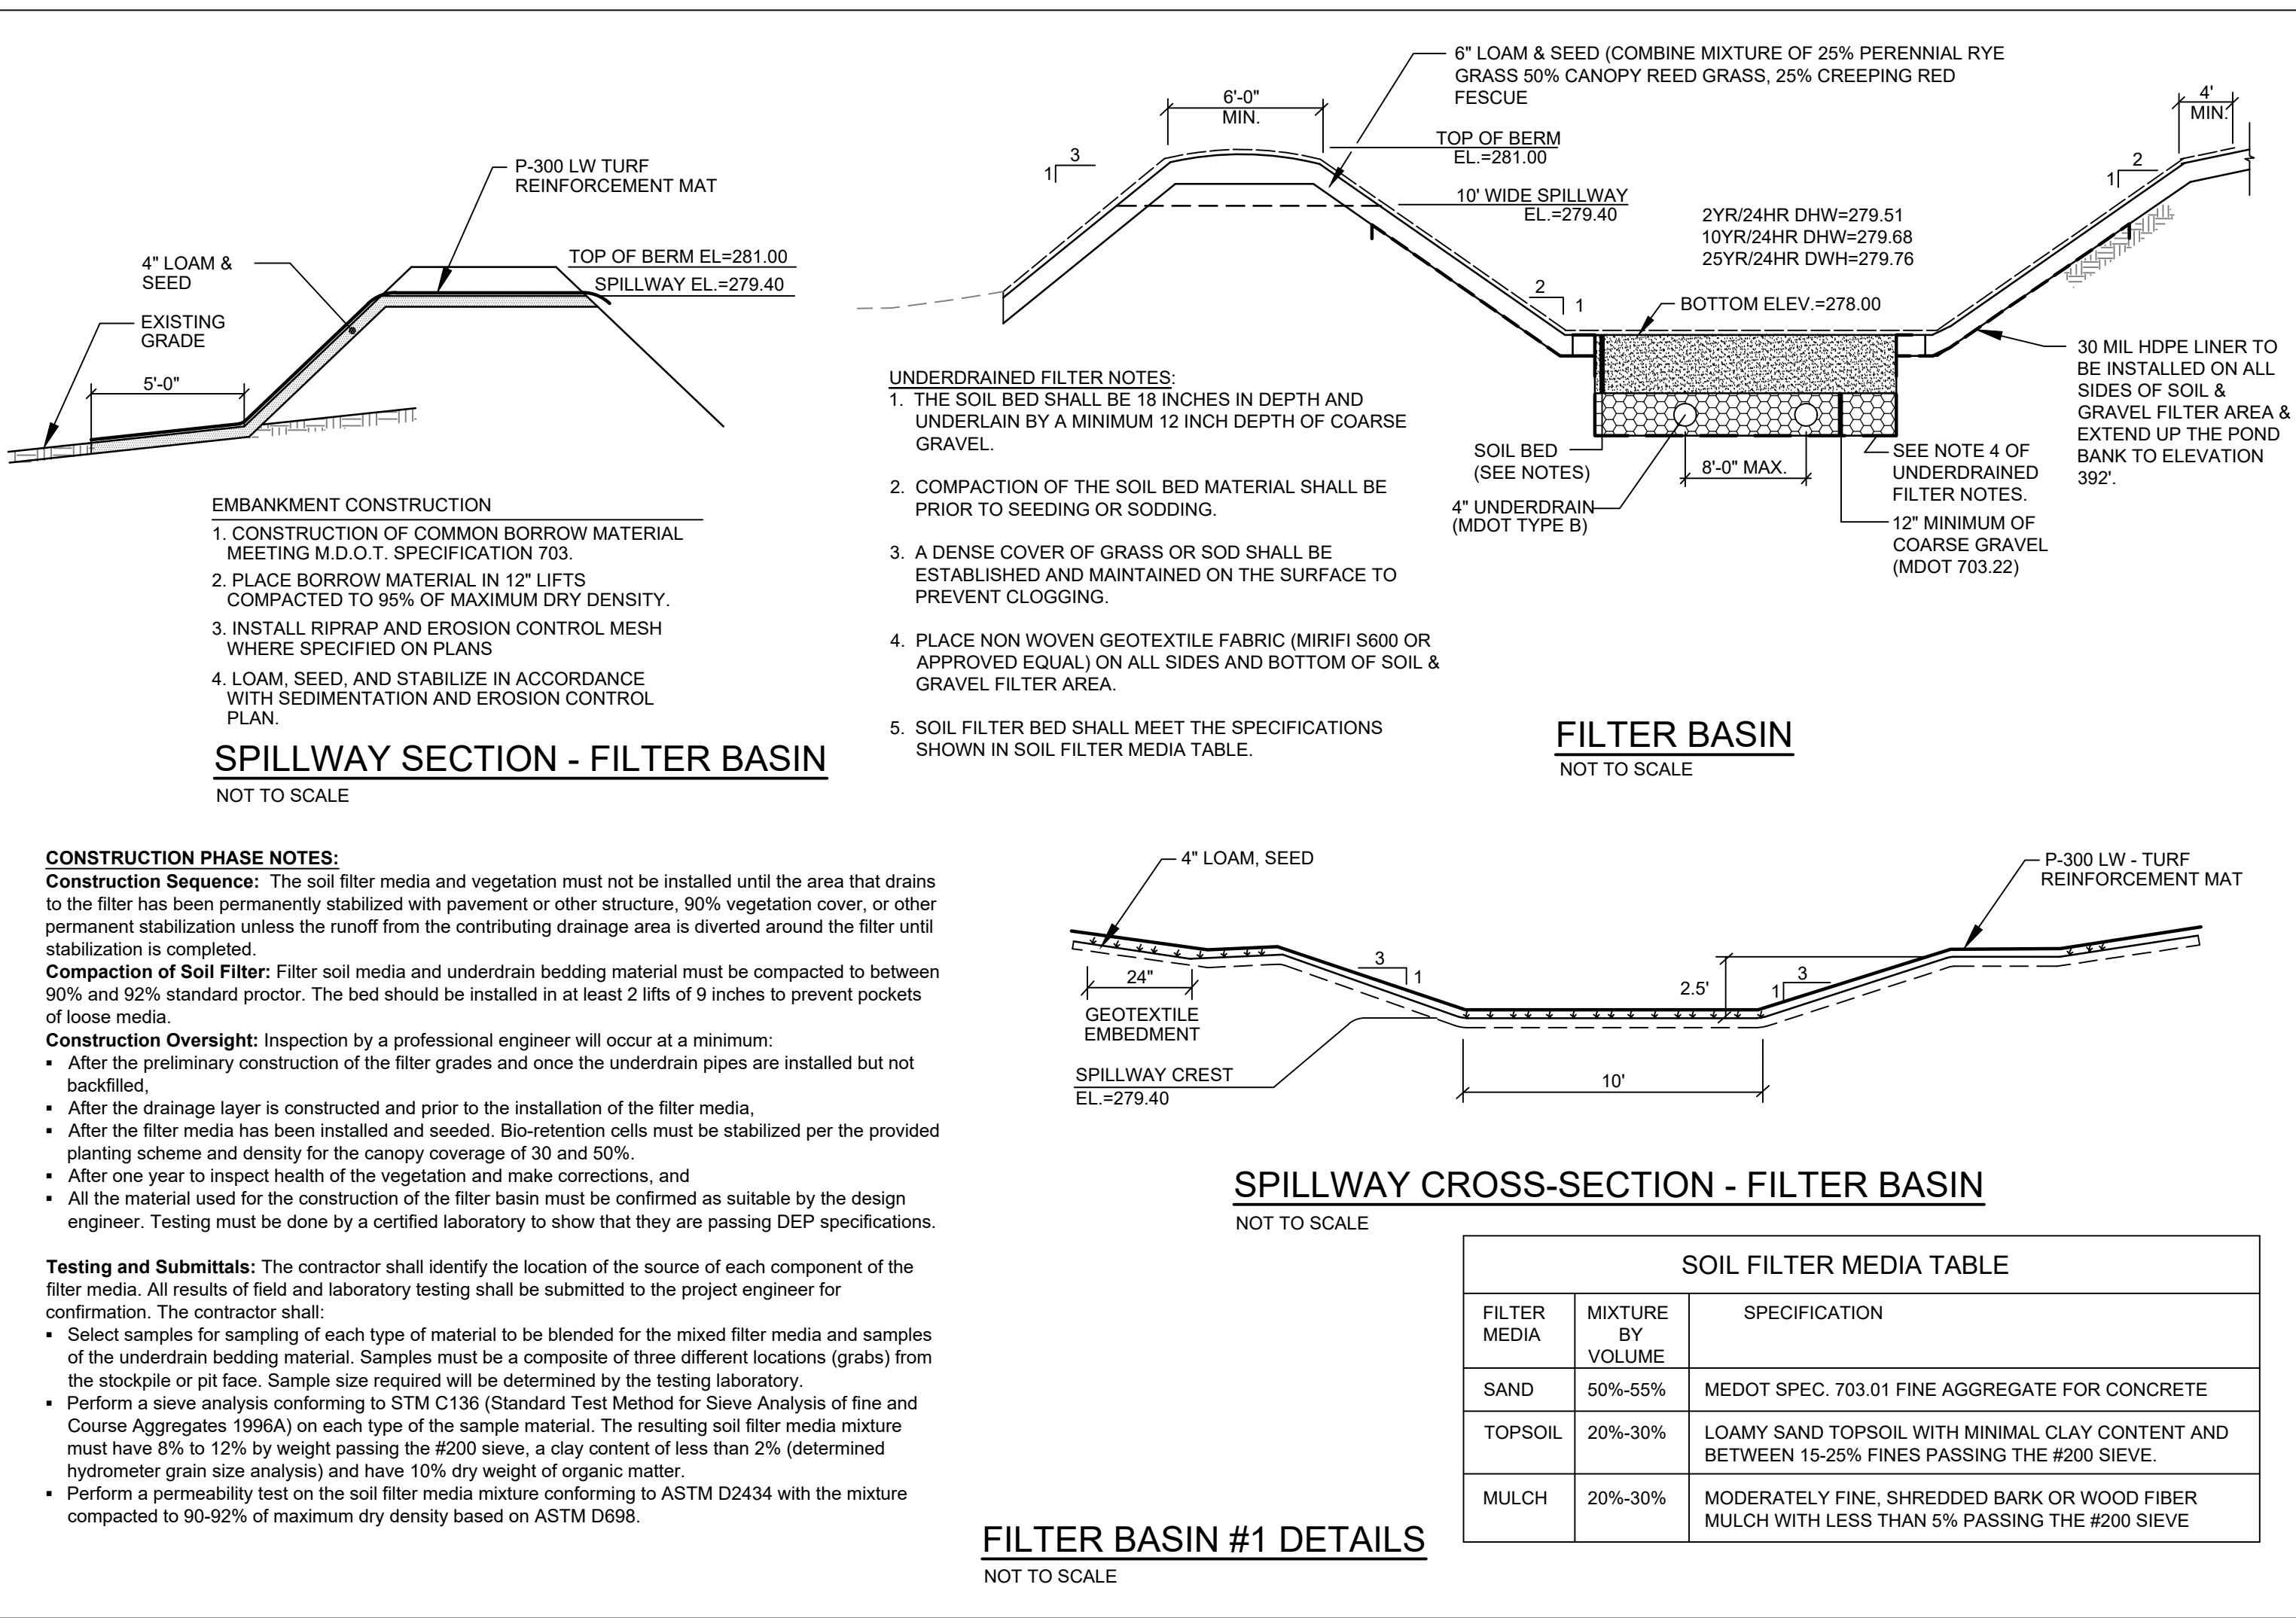 P-300 LW TURF
REINFORCEMENT MAT
4" LOAM &
SEED
TOP OF BERM EL=281.00
SPILLWAY EL.=279.40
EXISTING
GRADE
5'-0"
EMBANKMENT CONSTRUCTION
1. CONSTRUCTION OF COMMON BORROW MATERIAL
MEETING M.D.O.T. SPECIFICATION 703.
2. PLACE BORROW MATERIAL IN 12" LIFTS
COMPACTED TO 95% OF MAXIMUM DRY DENSITY.
3. INSTALL RIPRAP AND EROSION CONTROL MESH
WHERE SPECIFIED ON PLANS
4. LOAM, SEED, AND STABILIZE IN ACCORDANCE
WITH SEDIMENTATION AND EROSION CONTROL
PLAN.
SPILLWAY SECTION - FILTER BASIN
NOT TO SCALE
6" LOAM & SEED (COMBINE MIXTURE OF 25% PERENNIAL RYE
GRASS 50% CANOPY REED GRASS, 25% CREEPING RED
FESCUE
6'-0"
MIN.
4'
MIN.
3
1
TOP OF BERM
EL.=281.00
2
1
10' WIDE SPILLWAY
EL.=279.40
2YR/24HR DHW=279.51
10YR/24HR DHW=279.68
25YR/24HR DWH=279.76
2
1
BOTTOM ELEV.=278.00
30 MIL HDPE LINER TO
BE INSTALLED ON ALL
SIDES OF SOIL &
GRAVEL FILTER AREA &
EXTEND UP THE POND
BANK TO ELEVATION
392'.
SOIL BED
(SEE NOTES)
8'-0" MAX.
SEE NOTE 4 OF
UNDERDRAINED
FILTER NOTES.
4" UNDERDRAIN
(MDOT TYPE B)
12" MINIMUM OF
COARSE GRAVEL
(MDOT 703.22)
UNDERDRAINED FILTER NOTES:
1. THE SOIL BED SHALL BE 18 INCHES IN DEPTH AND
UNDERLAIN BY A MINIMUM 12 INCH DEPTH OF COARSE
GRAVEL.
2. COMPACTION OF THE SOIL BED MATERIAL SHALL BE
PRIOR TO SEEDING OR SODDING.
3. A DENSE COVER OF GRASS OR SOD SHALL BE
ESTABLISHED AND MAINTAINED ON THE SURFACE TO
PREVENT CLOGGING.
4. PLACE NON WOVEN GEOTEXTILE FABRIC (MIRIFI S600 OR
APPROVED EQUAL) ON ALL SIDES AND BOTTOM OF SOIL &
GRAVEL FILTER AREA.
5. SOIL FILTER BED SHALL MEET THE SPECIFICATIONS
SHOWN IN SOIL FILTER MEDIA TABLE.
FILTER BASIN
NOT TO SCALE
CONSTRUCTION PHASE NOTES:
Construction Sequence: The soil filter media and vegetation must not be installed until the area that drains
to the filter has been permanently stabilized with pavement or other structure, 90% vegetation cover, or other
permanent stabilization unless the runoff from the contributing drainage area is diverted around the filter until
stabilization is completed.
Compaction of Soil Filter: Filter soil media and underdrain bedding material must be compacted to between
90% and 92% standard proctor. The bed should be installed in at least 2 lifts of 9 inches to prevent pockets
of loose media.
Construction Oversight: Inspection by a professional engineer will occur at a minimum:
▪ After the preliminary construction of the filter grades and once the underdrain pipes are installed but not
backfilled,
▪ After the drainage layer is constructed and prior to the installation of the filter media,
▪ After the filter media has been installed and seeded. Bio-retention cells must be stabilized per the provided
planting scheme and density for the canopy coverage of 30 and 50%.
▪ After one year to inspect health of the vegetation and make corrections, and
▪ All the material used for the construction of the filter basin must be confirmed as suitable by the design
engineer. Testing must be done by a certified laboratory to show that they are passing DEP specifications.
Testing and Submittals: The contractor shall identify the location of the source of each component of the
filter media. All results of field and laboratory testing shall be submitted to the project engineer for
confirmation. The contractor shall:
▪ Select samples for sampling of each type of material to be blended for the mixed filter media and samples
of the underdrain bedding material. Samples must be a composite of three different locations (grabs) from
the stockpile or pit face. Sample size required will be determined by the testing laboratory.
▪ Perform a sieve analysis conforming to STM C136 (Standard Test Method for Sieve Analysis of fine and
Course Aggregates 1996A) on each type of the sample material. The resulting soil filter media mixture
must have 8% to 12% by weight passing the #200 sieve, a clay content of less than 2% (determined
hydrometer grain size analysis) and have 10% dry weight of organic matter.
▪ Perform a permeability test on the soil filter media mixture conforming to ASTM D2434 with the mixture
compacted to 90-92% of maximum dry density based on ASTM D698.
4" LOAM, SEED
P-300 LW - TURF
REINFORCEMENT MAT
24"
3
1
2.5'
3
1
GEOTEXTILE
EMBEDMENT
SPILLWAY CREST
EL.=279.40
10'
SPILLWAY CROSS-SECTION - FILTER BASIN
NOT TO SCALE
SOIL FILTER MEDIA TABLE
FILTER MEDIA
MIXTURE BY VOLUME
SPECIFICATION
SAND
50%-55%
MEDOT SPEC. 703.01 FINE AGGREGATE FOR CONCRETE
TOPSOIL
20%-30%
LOAMY SAND TOPSOIL WITH MINIMAL CLAY CONTENT AND
BETWEEN 15-25% FINES PASSING THE #200 SIEVE.
MULCH
20%-30%
MODERATELY FINE, SHREDDED BARK OR WOOD FIBER
MULCH WITH LESS THAN 5% PASSING THE #200 SIEVE
FILTER BASIN #1 DETAILS
NOT TO SCALE